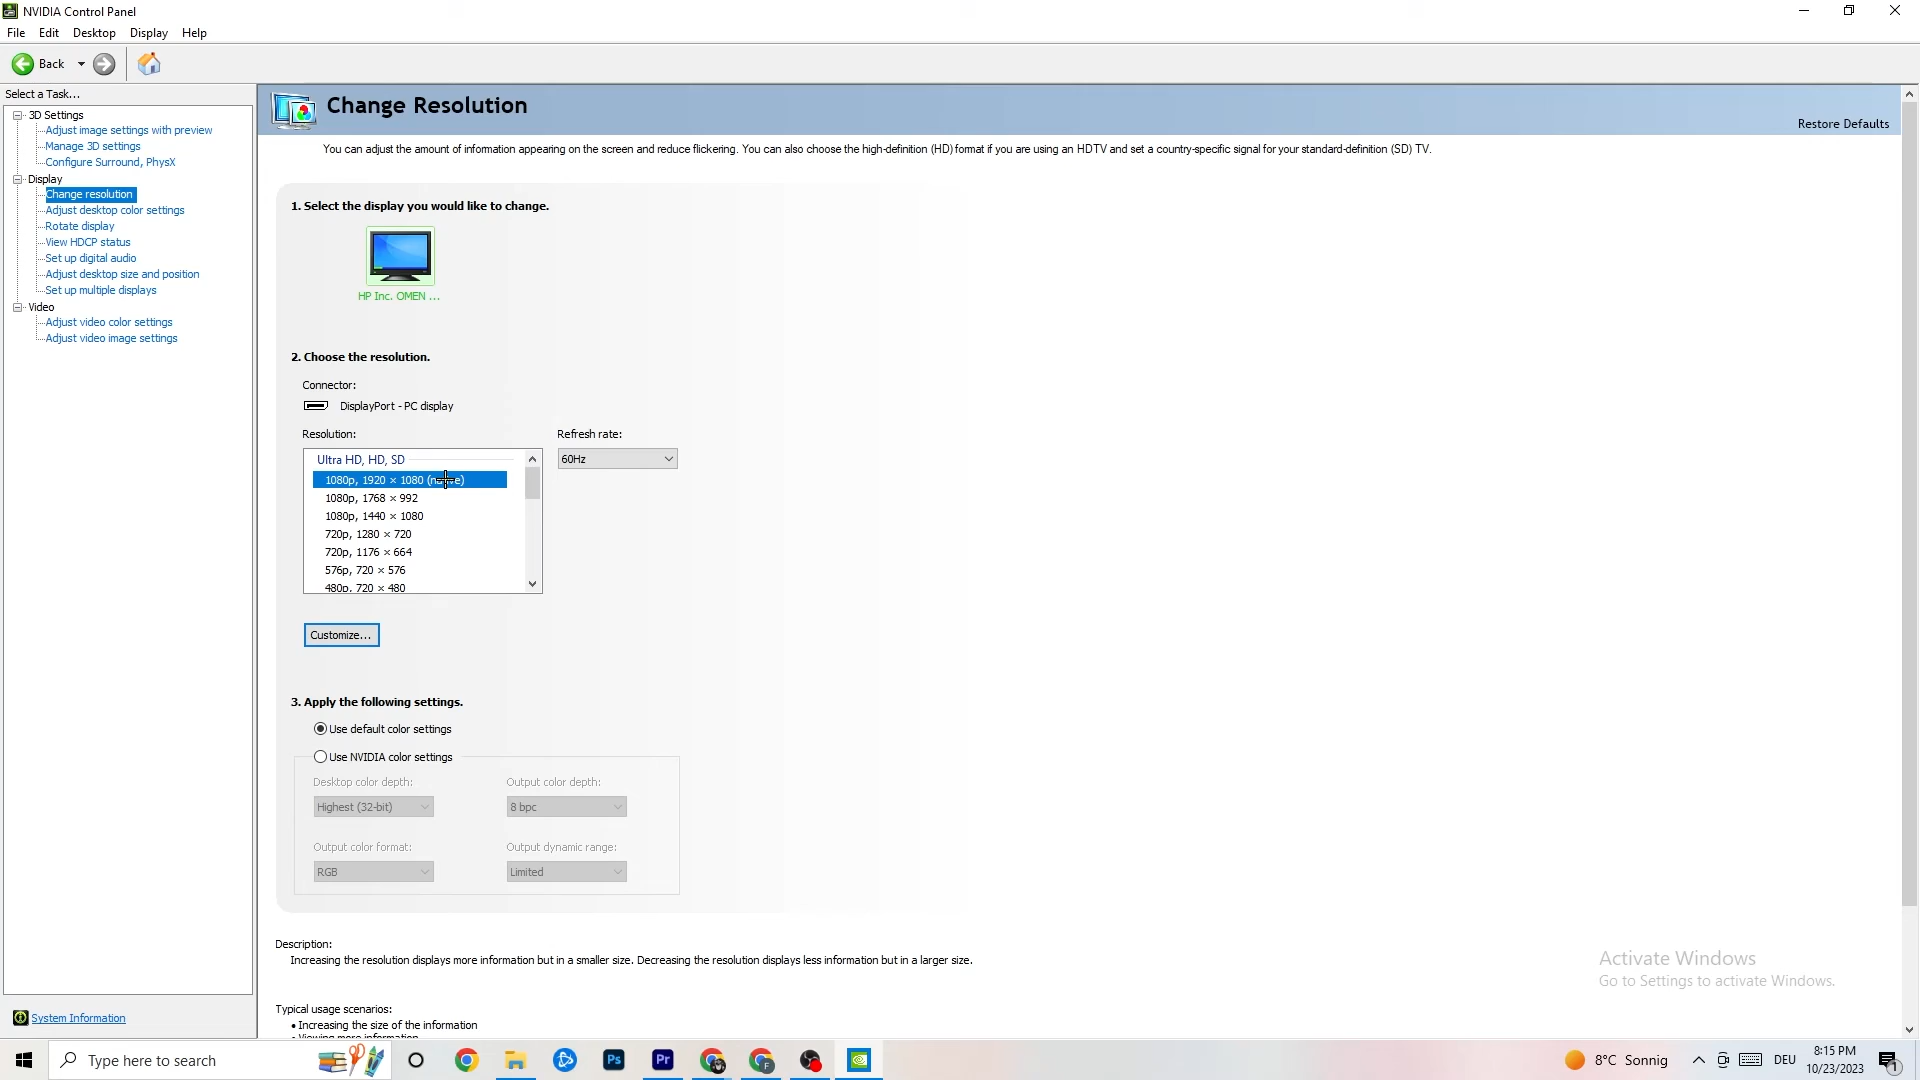 NVIDIA Control Panel
File Edit Desktop Display Help
Back
Select a Task...
3D Settings
Adjust image settings with preview
Manage 3D settings
Configure Surround, PhysX
Display
Change resolution
Adjust desktop color settings
Rotate display
View HDCP status
Set up digital audio
Adjust desktop size and position
Set up multiple displays
Video
Adjust video color settings
Adjust video image settings
System Information
Change Resolution
Restore Defaults
You can adjust the amount of information appearing on the screen and reduce flickering. You can also choose the high-definition (HD) format if you are using an HDTV and set a country-specific signal for your standard-definition (SD) TV.
1. Select the display you would like to change.
HP Inc. OMEN ...
2. Choose the resolution.
Connector:
DisplayPort - PC display
Resolution:
Refresh rate:
Ultra HD, HD, SD
60Hz
1080p, 1920 × 1080
1080p, 1768 × 992
1080p, 1440 × 1080
720p, 1280 × 720
720p, 1176 × 664
576p, 720 × 576
480p, 720 × 480
Customize...
3. Apply the following settings.
Use default color settings
Use NVIDIA color settings
Desktop color depth:
Output color depth:
Highest (32-bit)
8 bpc
Output color format:
Output dynamic range:
RGB
Limited
Description:
Increasing the resolution displays more information but in a smaller size. Decreasing the resolution displays less information but in a larger size.
Typical usage scenarios:
• Increasing the size of the information
Activate Windows
Go to Settings to activate Windows.
Type here to search
Ps
Pr
F
8°C Sonnig
DEU
8:15 PM
10/23/2023
1